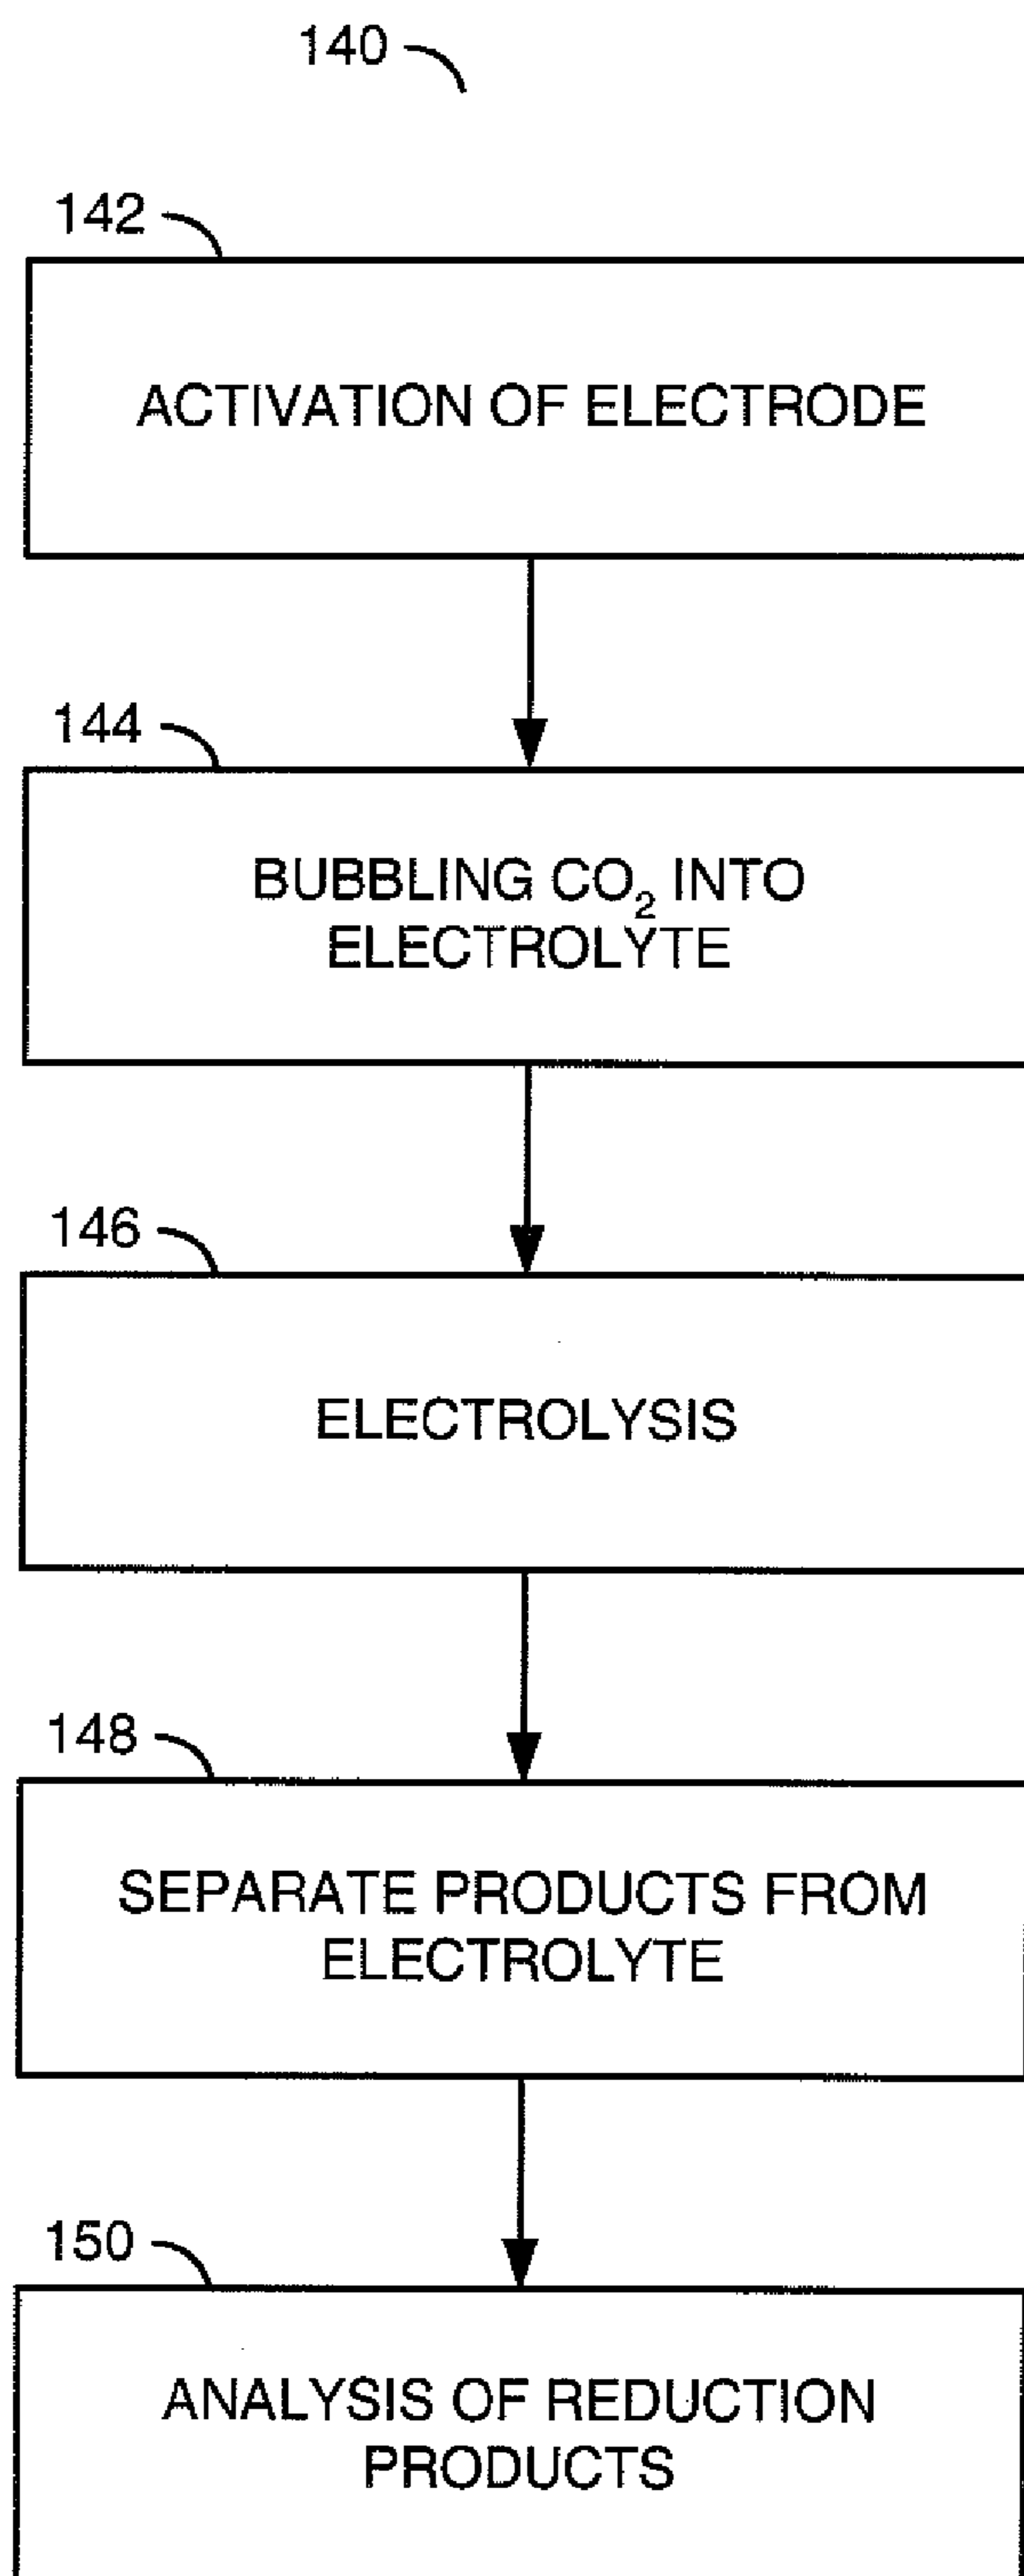 140
142
ACTIVATION OF ELECTRODE
144
BUBBLING CO₂ INTO
ELECTROLYTE
146
ELECTROLYSIS
148
SEPARATE PRODUCTS FROM
ELECTROLYTE
150
ANALYSIS OF REDUCTION
PRODUCTS